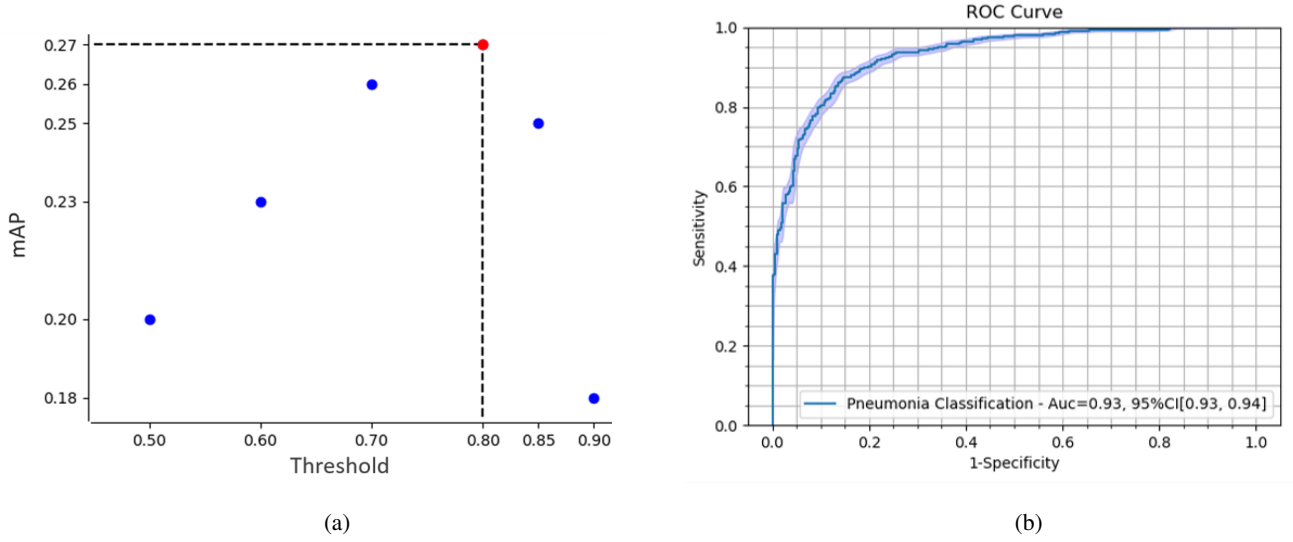 mAP
0.27
0.26
0.25
0.23
0.20
0.18
0.50 0.60 0.70 0.80 0.85 0.90
Threshold
(a)
ROC Curve
Sensitivity
1.0
0.8
0.6
0.4
0.2
0.0
Pneumonia Classification - Auc=0.93, 95%CI[0.93, 0.94]
0.0 0.2 0.4 0.6 0.8 1.0
1-Specificity
(b)